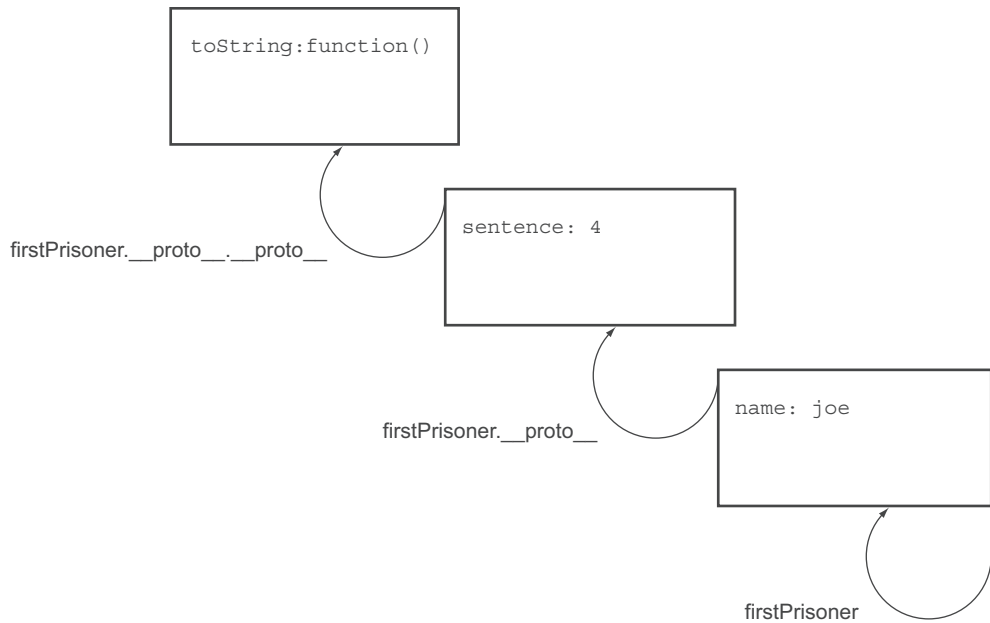 toString:function()
sentence: 4
firstPrisoner.__proto__.__proto__
name: joe
firstPrisoner.__proto__
firstPrisoner